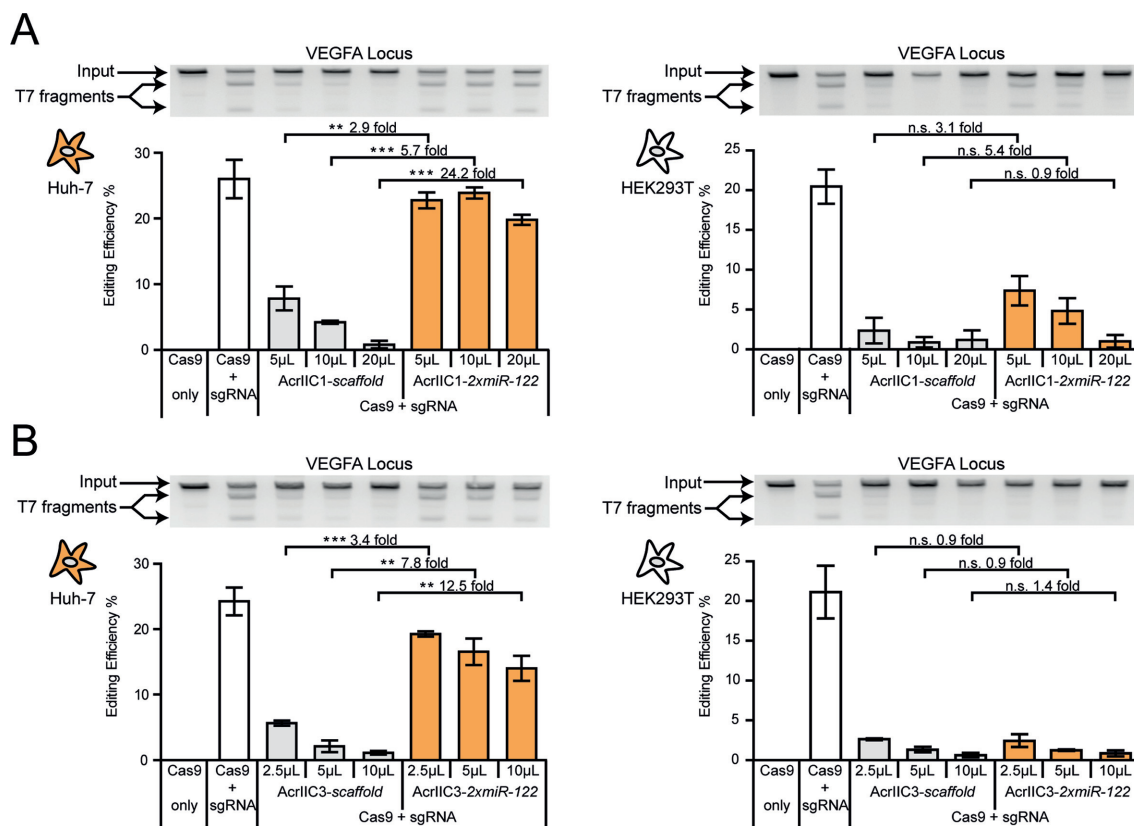 A
VEGFA Locus
Input
T7 fragments
** 2.9 fold
*** 5.7 fold
*** 24.2 fold
Huh-7
Editing Efficiency %
30
20
10
0
Cas9 only
Cas9 + sgRNA
5µL 10µL 20µL 5µL 10µL 20µL
AcrIIC1-scaffold AcrIIC1-2xmiR-122
Cas9 + sgRNA
VEGFA Locus
Input
T7 fragments
n.s. 3.1 fold
n.s. 5.4 fold
n.s. 0.9 fold
HEK293T
Editing Efficiency %
25
20
15
10
5
0
Cas9 only
Cas9 + sgRNA
5µL 10µL 20µL 5µL 10µL 20µL
AcrIIC1-scaffold AcrIIC1-2xmiR-122
Cas9 + sgRNA
B
VEGFA Locus
Input
T7 fragments
*** 3.4 fold
** 7.8 fold
** 12.5 fold
Huh-7
Editing Efficiency %
30
20
10
0
Cas9 only
Cas9 + sgRNA
2.5µL 5µL 10µL 2.5µL 5µL 10µL
AcrIIC3-scaffold AcrIIC3-2xmiR-122
Cas9 + sgRNA
VEGFA Locus
Input
T7 fragments
n.s. 0.9 fold
n.s. 0.9 fold
n.s. 1.4 fold
HEK293T
Editing Efficiency %
25
20
15
10
5
0
Cas9 only
Cas9 + sgRNA
2.5µL 5µL 10µL 2.5µL 5µL 10µL
AcrIIC3-scaffold AcrIIC3-2xmiR-122
Cas9 + sgRNA